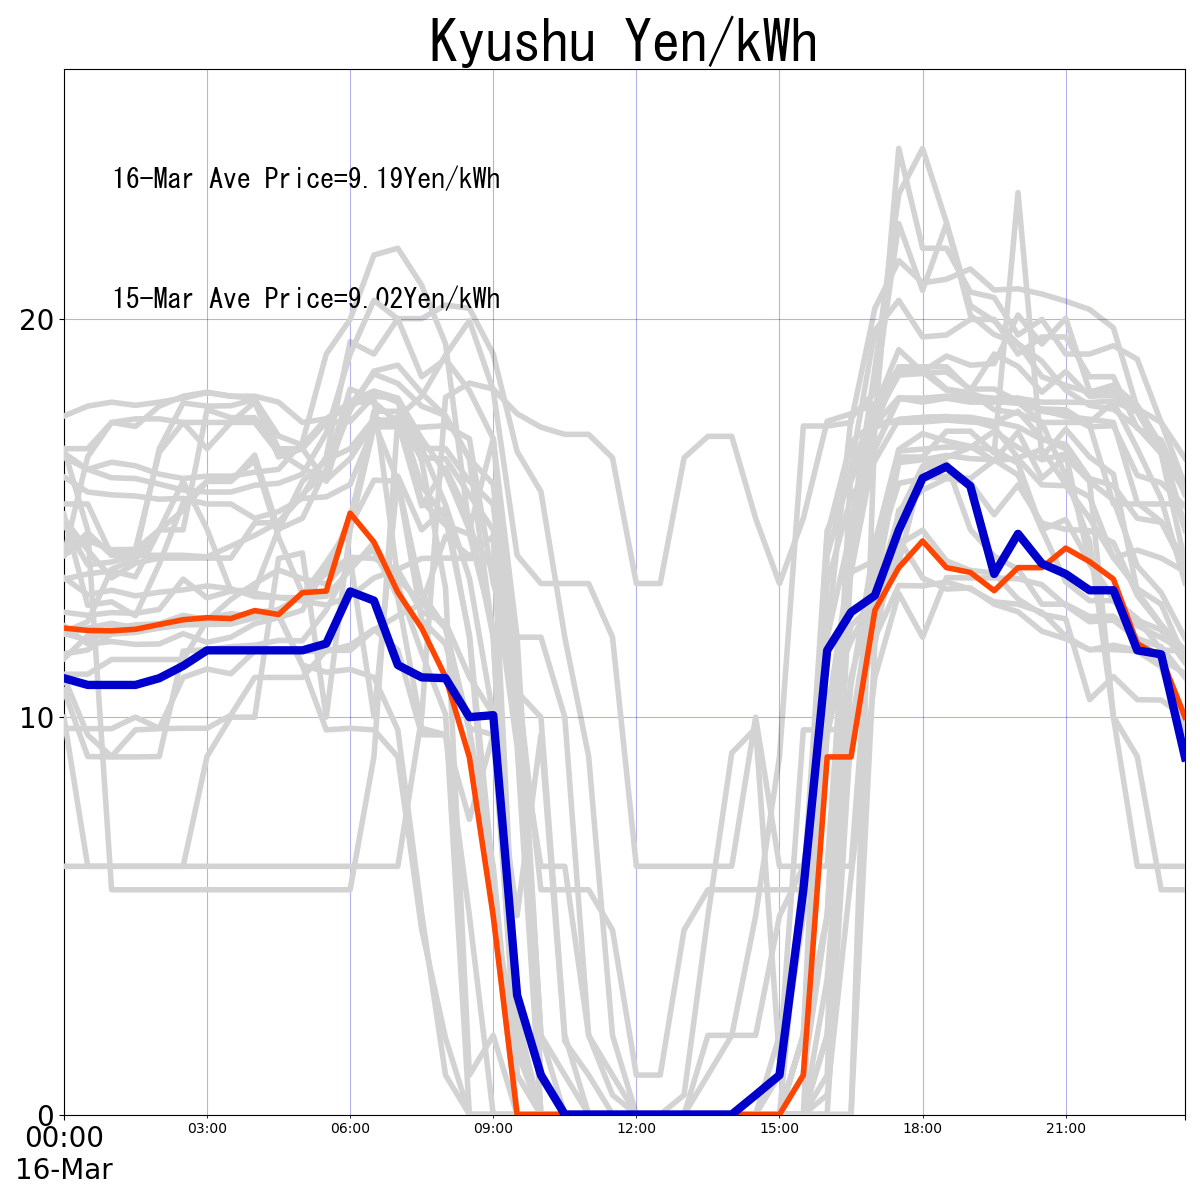 Kyushu Yen/kWh
16-Mar Ave Price=9.19Yen/kWh
15-Mar Ave Price=9.02Yen/kWh
20
10
0
00:00 03:00 06:00 09:00 12:00 15:00 18:00 21:00
16-Mar